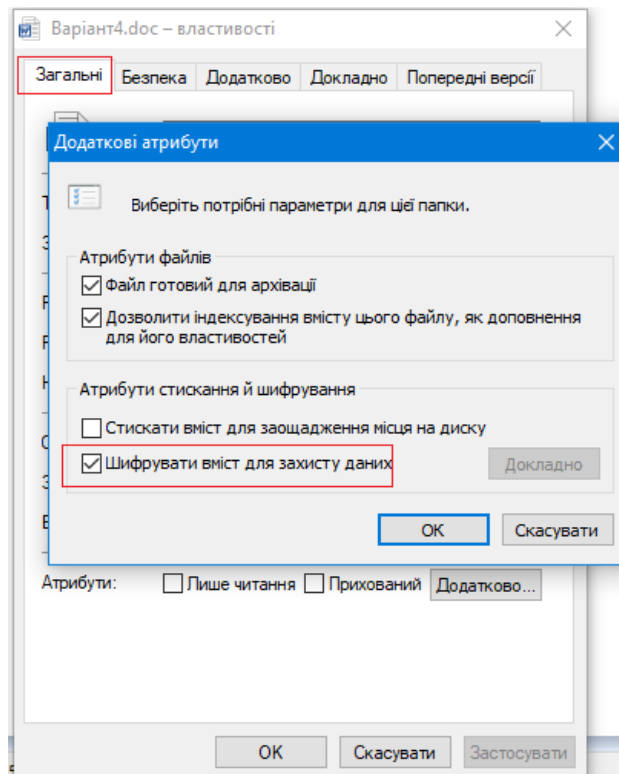 Варіант4.doc – властивості
Загальні Безпека Додатково Докладно Попередні версії
Додаткові атрибути
Виберіть потрібні параметри для цієї папки.
Атрибути файлів
Файл готовий для архівації
Дозволити індексування вмісту цього файлу, як доповнення
для його властивостей
Атрибути стискання й шифрування
Стискати вміст для заощадження місця на диску
Шифрувати вміст для захисту даних
Докладно
ОК Скасувати
Атрибути: Лише читання Прихований Додатково...
ОК Скасувати Застосувати